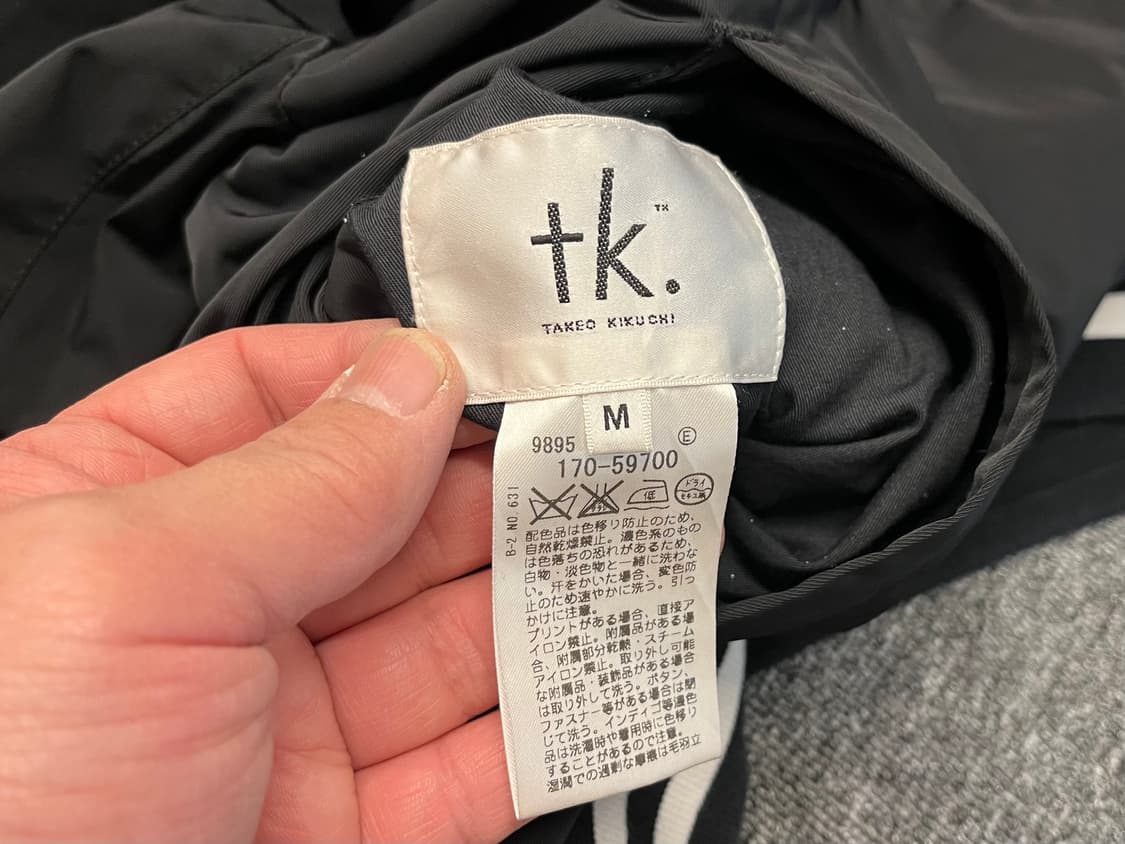 tk.™
TAKEO KIKUCHI
M
9895
Ⓔ
170-59700
B-2 NO.631
エンソ
サラシ
低
ドライ
セキユ系
配色品は色移り防止のため、
自然乾燥禁止。濃色系のもの
は色落ちの恐れがあるため、
白物・淡色物と一緒に洗わな
い。汗をかいた場合、変色防
止のため速やかに洗う。引っ
かけに注意。
プリントがある場合、直接ア
イロン禁止。附属品がある場
合、附属部分乾熱・スチーム
アイロン禁止。取り外し可能
な附属品・装飾品がある場合
は取り外して洗う。ボタン、
ファスナー等がある場合は閉
じて洗う。インディゴ等濃色
品は洗濯時や着用時に色移り
することがあるので注意。
湿潤での過剰な摩擦は毛羽立